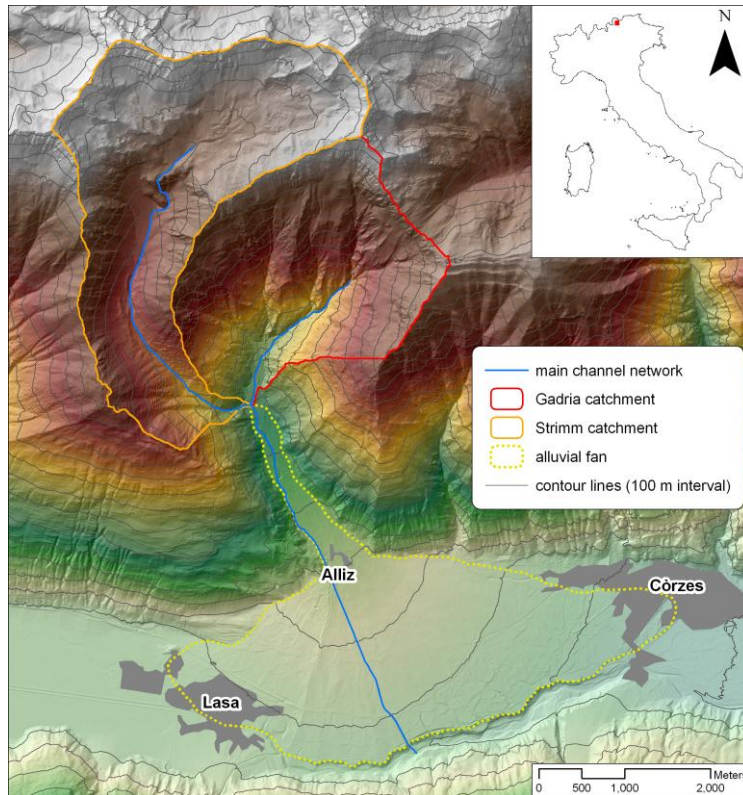 N
main channel network
Gadria catchment
Strimm catchment
alluvial fan
contour lines (100 m interval)
Alliz
Còrzes
Lasa
Meters
0 500 1,000 2,000